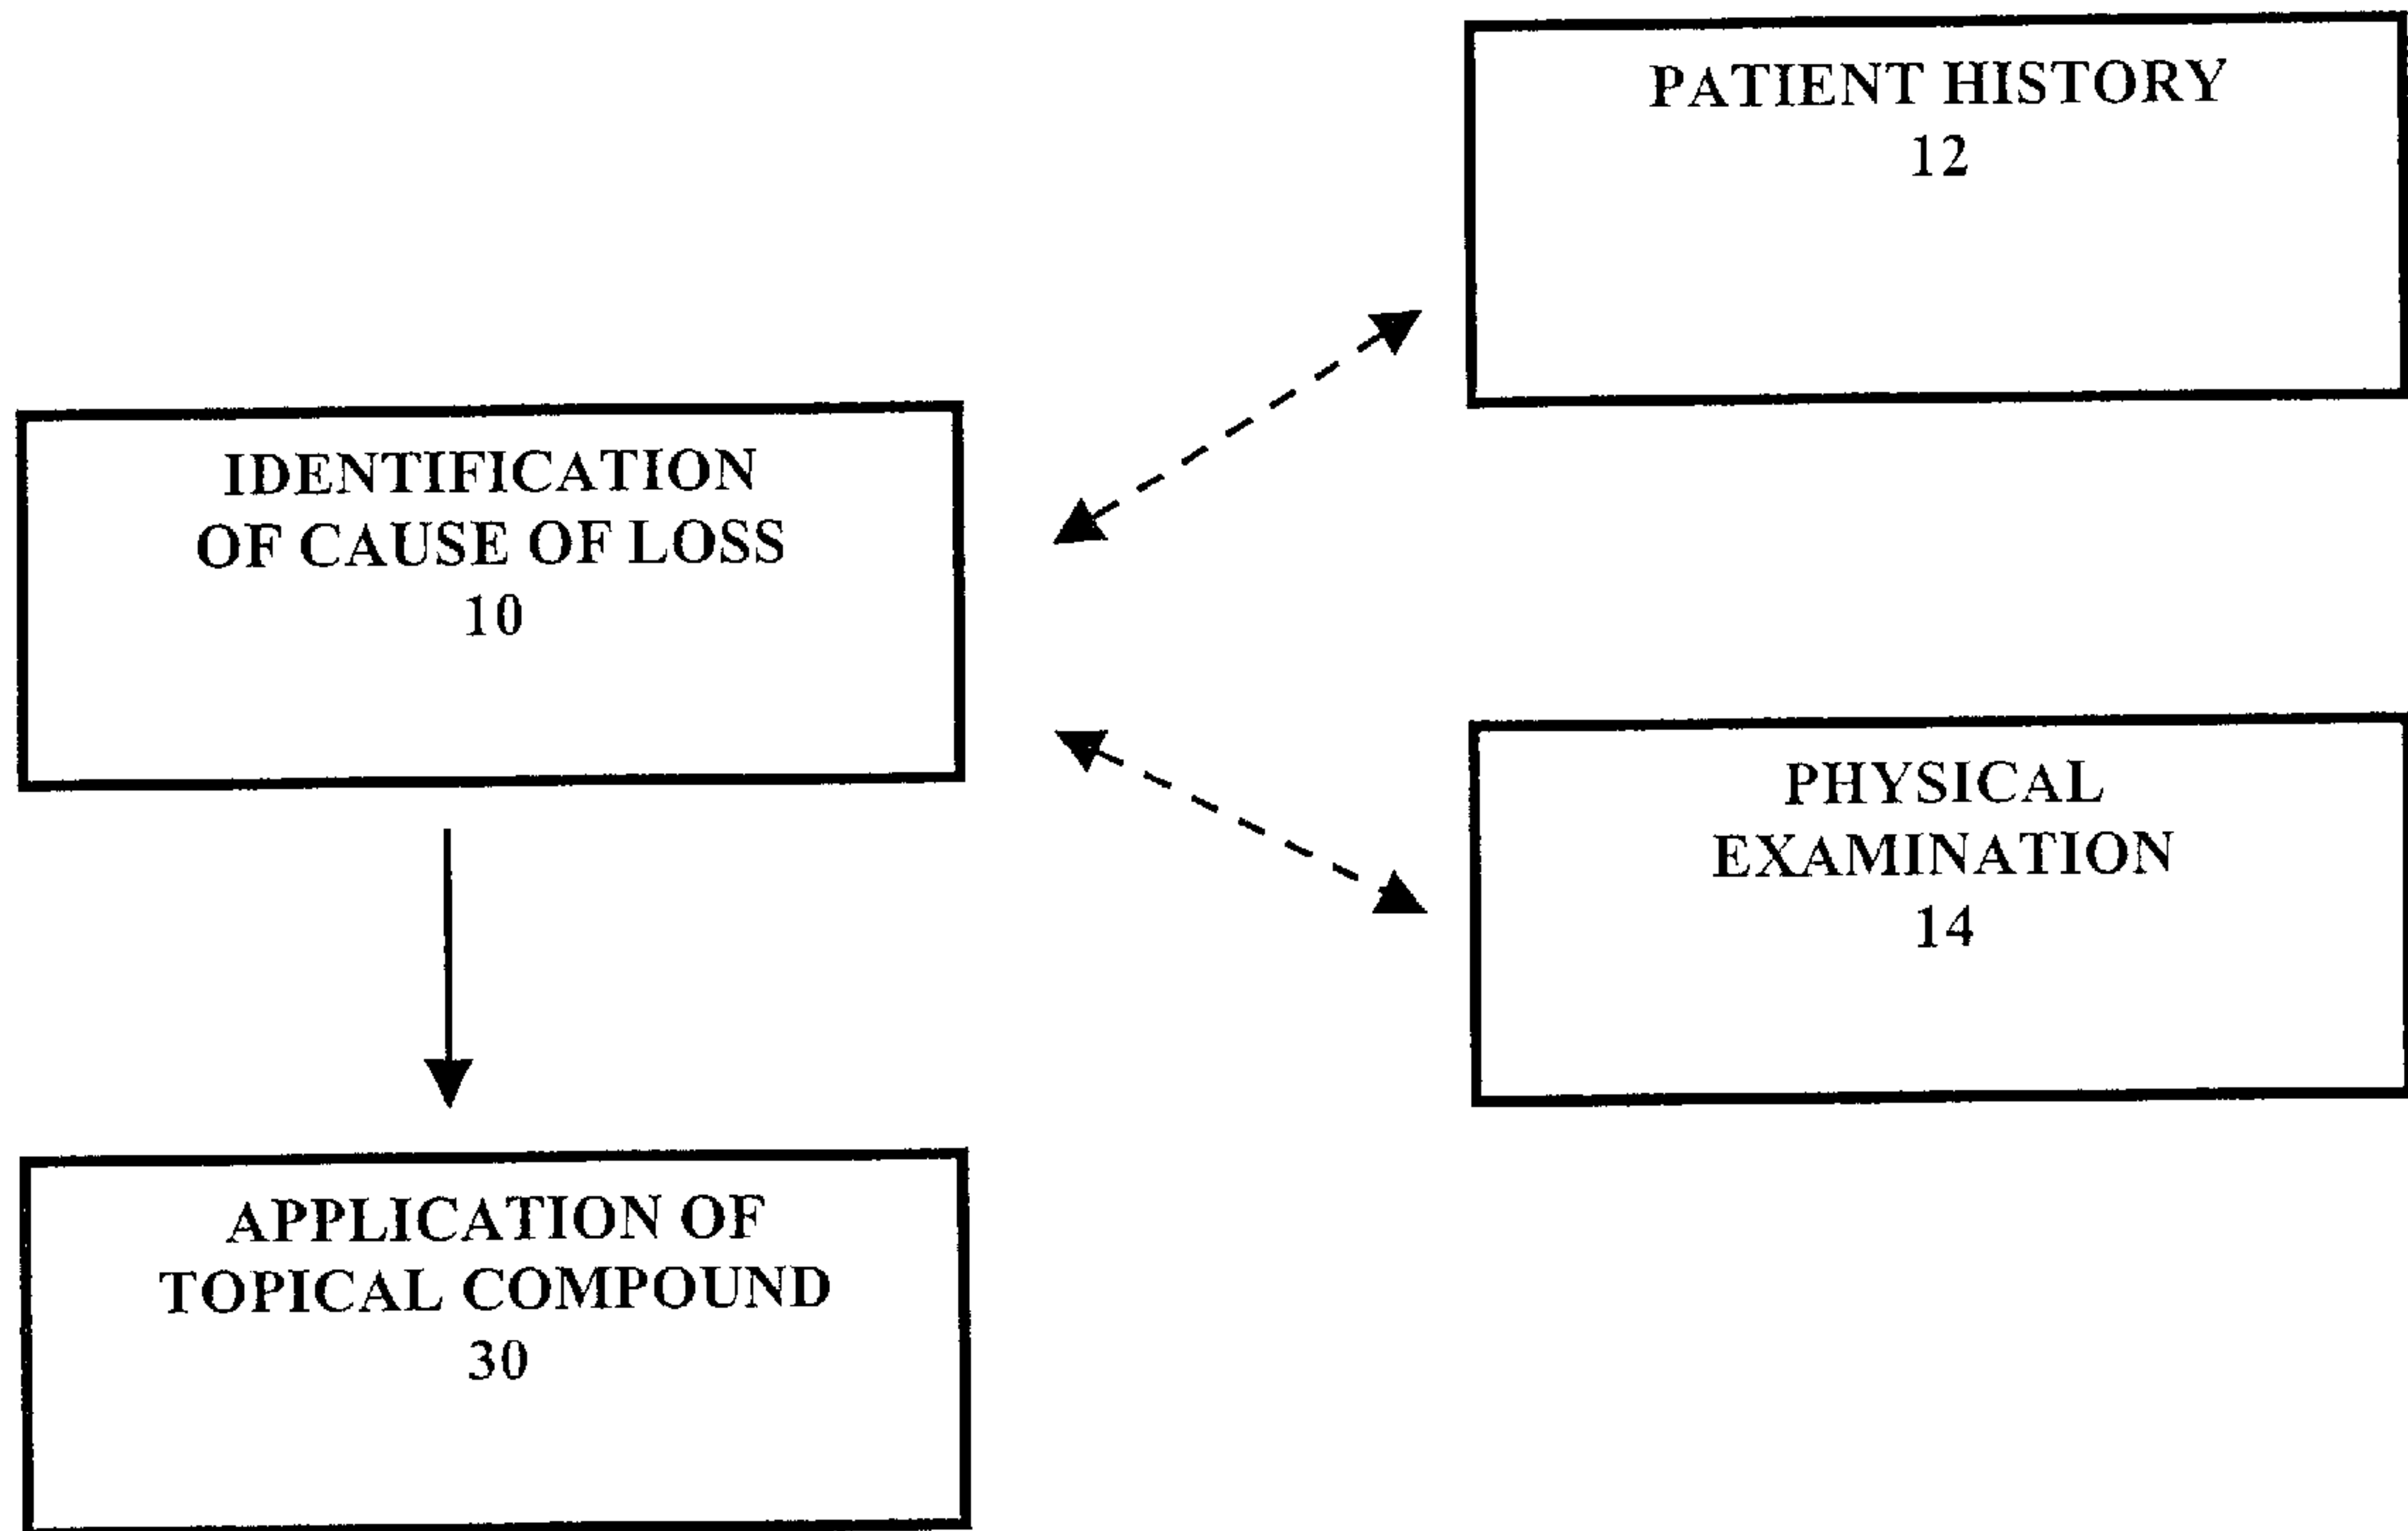 PATIENT HISTORY
12
IDENTIFICATION
OF CAUSE OF LOSS
10
PHYSICAL
EXAMINATION
14
APPLICATION OF
TOPICAL COMPOUND
30